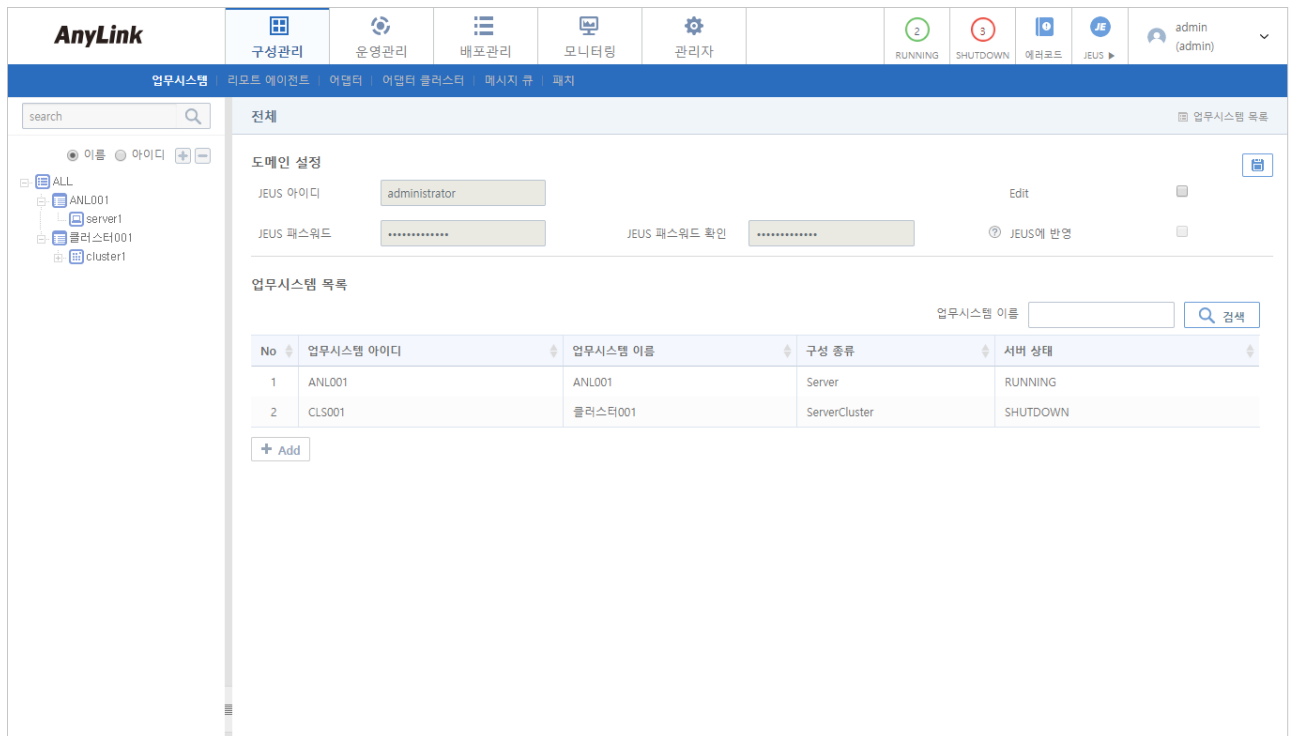 AnyLink
구성관리
운영관리
배포관리
모니터링
관리자
2
RUNNING
3
SHUTDOWN
에러코드
JE
JEUS ▶
admin
(admin)
업무시스템 | 리모트 에이전트 | 어댑터 | 어댑터 클러스터 | 메시지 큐 | 패치
search
이름 아이디
ALL
ANL001
server1
클러스터001
cluster1
전체
업무시스템 목록
도메인 설정
JEUS 아이디 administrator Edit
JEUS 패스워드 ••••••••••••• JEUS 패스워드 확인 ••••••••••••• ? JEUS에 반영
업무시스템 목록
업무시스템 이름 검색
No 업무시스템 아이디 업무시스템 이름 구성 종류 서버 상태
1 ANL001 ANL001 Server RUNNING
2 CLS001 클러스터001 ServerCluster SHUTDOWN
+ Add